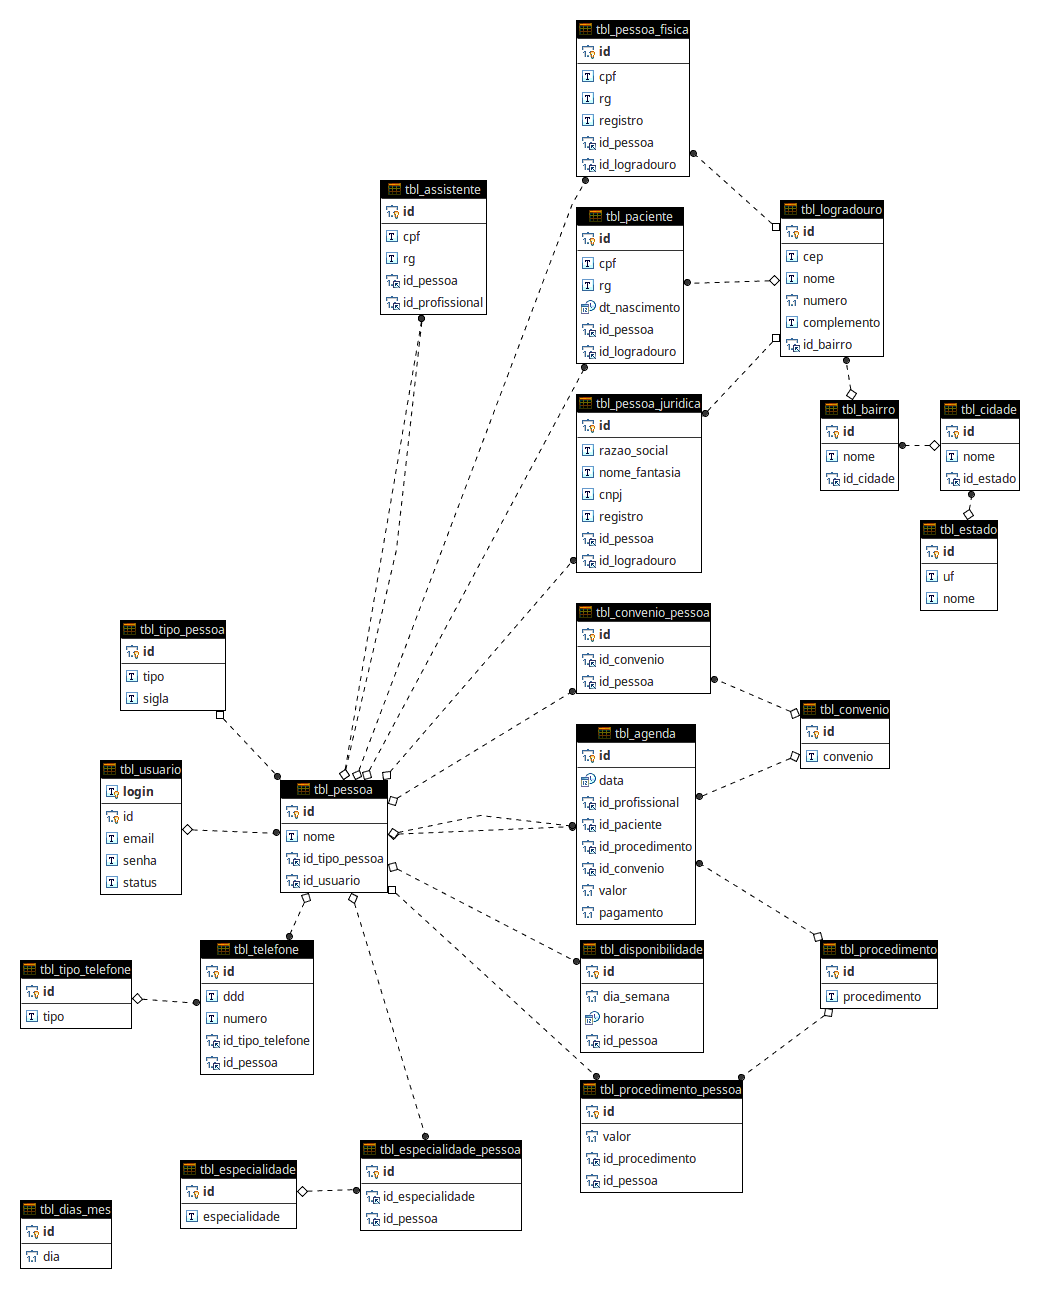 tbl_pessoa_fisica
id
cpf
rg
registro
id_pessoa
id_logradouro
tbl_assistente
id
cpf
rg
id_pessoa
id_profissional
tbl_paciente
id
cpf
rg
dt_nascimento
id_pessoa
id_logradouro
tbl_logradouro
id
cep
nome
numero
complemento
id_bairro
tbl_pessoa_juridica
id
razao_social
nome_fantasia
cnpj
registro
id_pessoa
id_logradouro
tbl_bairro
id
nome
id_cidade
tbl_cidade
id
nome
id_estado
tbl_estado
id
uf
nome
tbl_convenio_pessoa
id
id_convenio
id_pessoa
tbl_tipo_pessoa
id
tipo
sigla
tbl_convenio
id
convenio
tbl_agenda
id
data
id_profissional
id_paciente
id_procedimento
id_convenio
valor
pagamento
tbl_usuario
login
id
email
senha
status
tbl_pessoa
id
nome
id_tipo_pessoa
id_usuario
tbl_telefone
id
ddd
numero
id_tipo_telefone
id_pessoa
tbl_tipo_telefone
id
tipo
tbl_disponibilidade
id
dia_semana
horario
id_pessoa
tbl_procedimento
id
procedimento
tbl_procedimento_pessoa
id
valor
id_procedimento
id_pessoa
tbl_especialidade_pessoa
id
id_especialidade
id_pessoa
tbl_especialidade
id
especialidade
tbl_dias_mes
id
dia